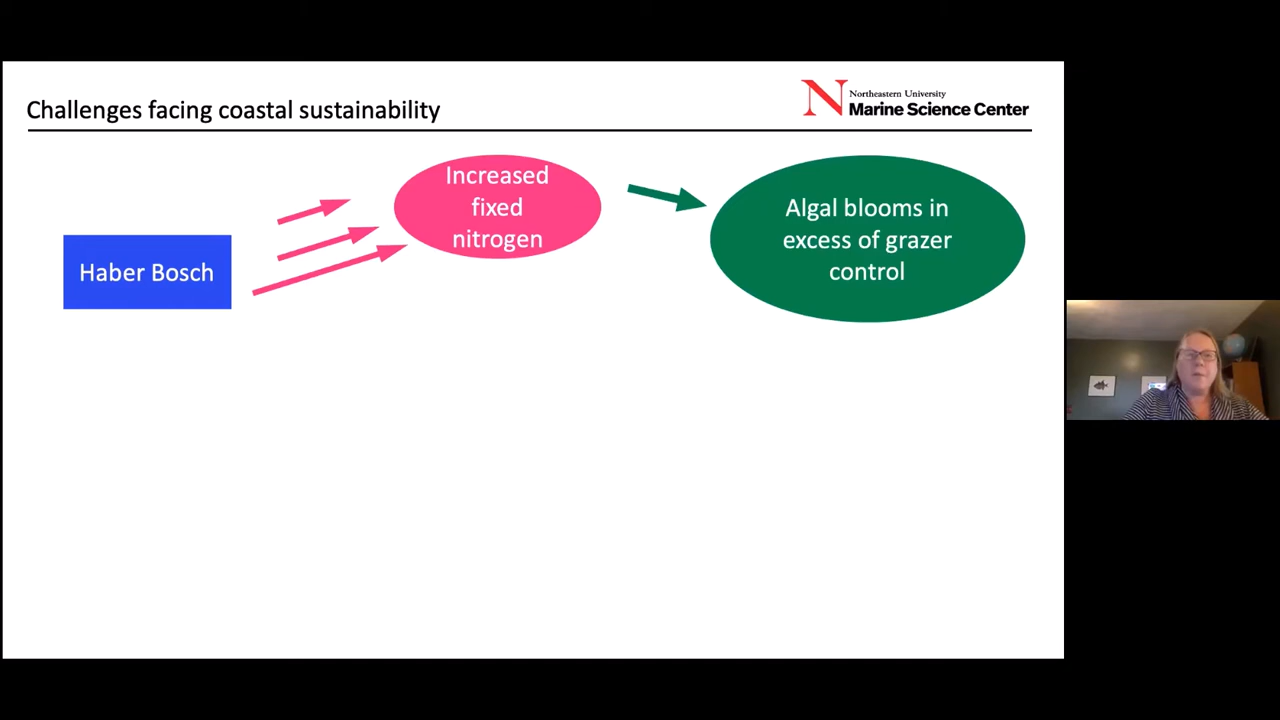 Challenges facing coastal sustainability
N Northeastern University
Marine Science Center
Haber Bosch
Increased
fixed
nitrogen
Algal blooms in
excess of grazer
control